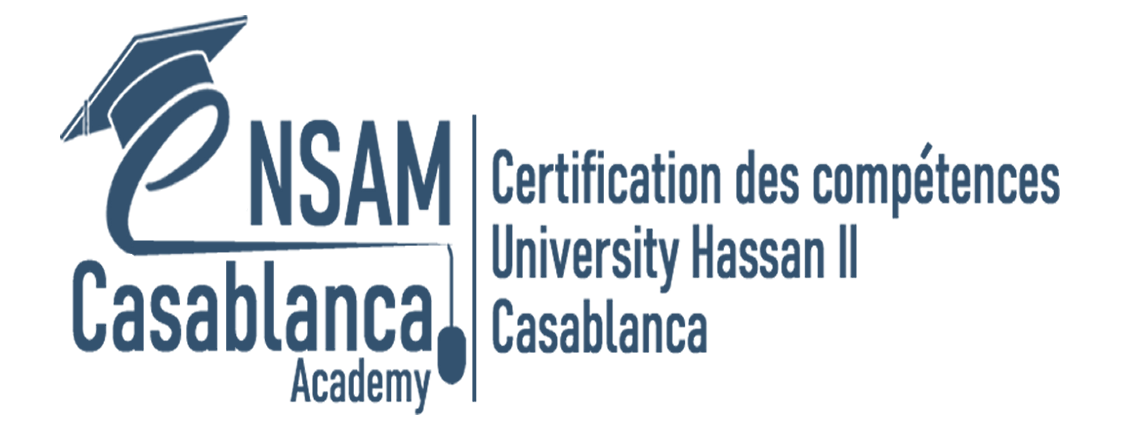 eNSAM
Casablanca
Academy
Certification des compétences
University Hassan II
Casablanca